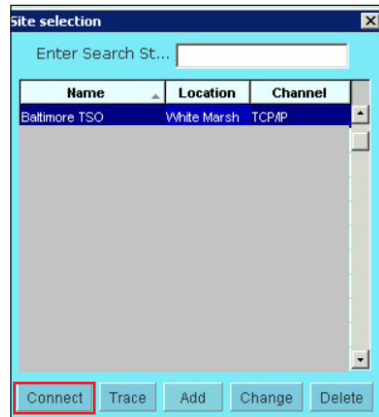 Site selection
Enter Search St...
Name Location Channel
Baltimore TSO White Marsh TCP/IP
Connect Trace Add Change Delete